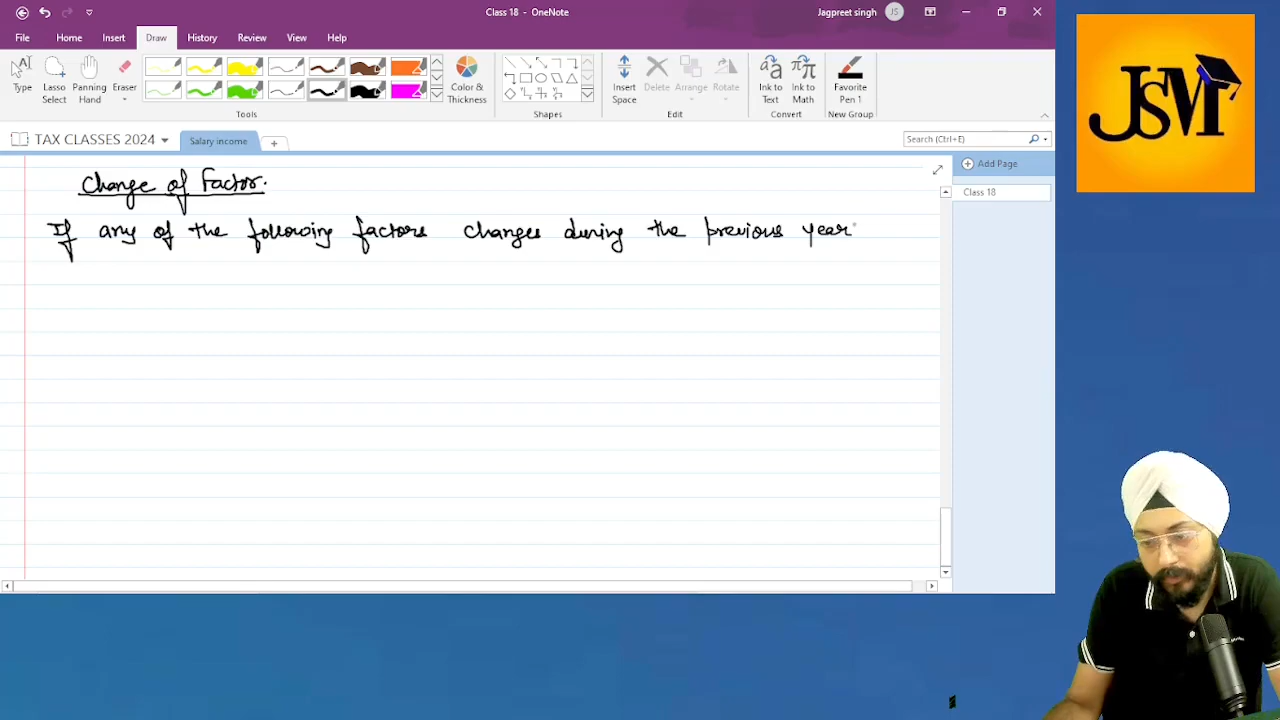 Class 18 - OneNote
Jagpreet singh
JS
File
Home
Insert
Draw
History
Review
View
Help
Type
Lasso Select
Panning Hand
Eraser
Color & Thickness
Insert Space
Delete
Arrange
Rotate
Ink to Text
Ink to Math
Favorite Pen 1
Tools
Shapes
Edit
Convert
New Group
TAX CLASSES 2024
Salary income
Search (Ctrl+E)
Add Page
Class 18
Change of Factor.
If any of the following factors changes during the previous year
JSM